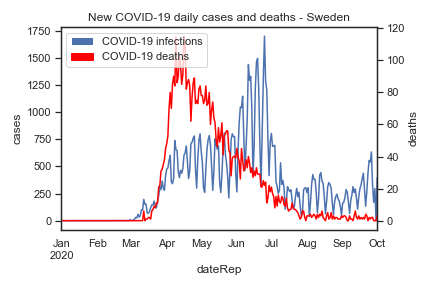 New COVID-19 daily cases and deaths - Sweden
COVID-19 infections
COVID-19 deaths
1750
1500
1250
1000
750
500
250
0
cases
120
100
80
60
40
20
0
deaths
Jan Feb Mar Apr May Jun Jul Aug Sep Oct
2020
dateRep